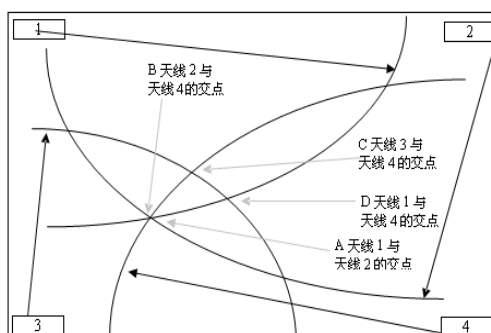 1
2
B 天线 2 与
天线 4 的交点
C 天线 3 与
天线 4 的交点
D 天线 1 与
天线 4 的交点
A 天线 1 与
天线 2 的交点
3
4